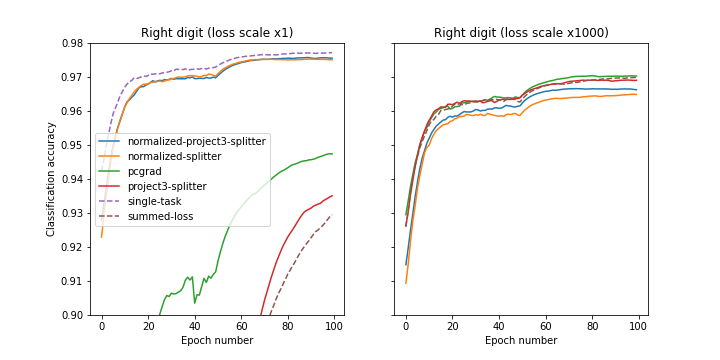 Right digit (loss scale x1)
Classification accuracy
0.98
0.97
0.96
0.95
0.94
0.93
0.92
0.91
0.90
normalized-project3-splitter
normalized-splitter
pcgrad
project3-splitter
single-task
summed-loss
0 20 40 60 80 100
Epoch number
Right digit (loss scale x1000)
0 20 40 60 80 100
Epoch number